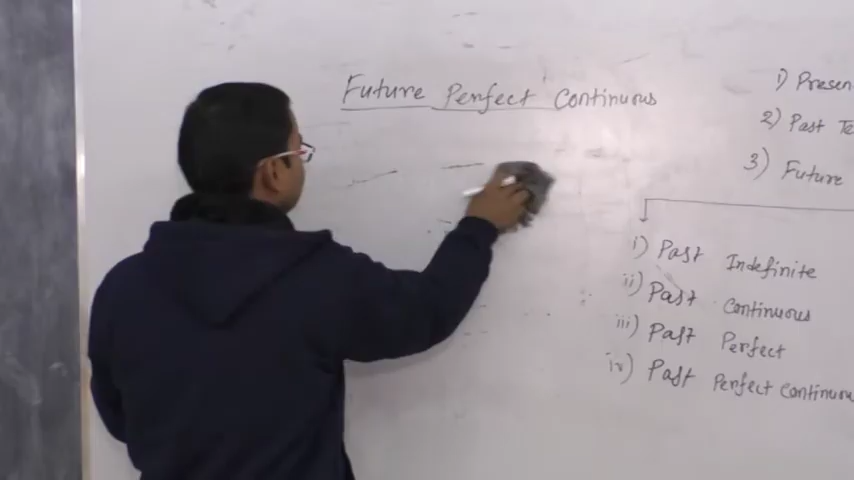 Future Perfect Continuous
1) Presen
2) Past Te
3) Future
i) Past Indefinite
ii) Past Continuous
iii) Past Perfect
iv) Past Perfect Continuou